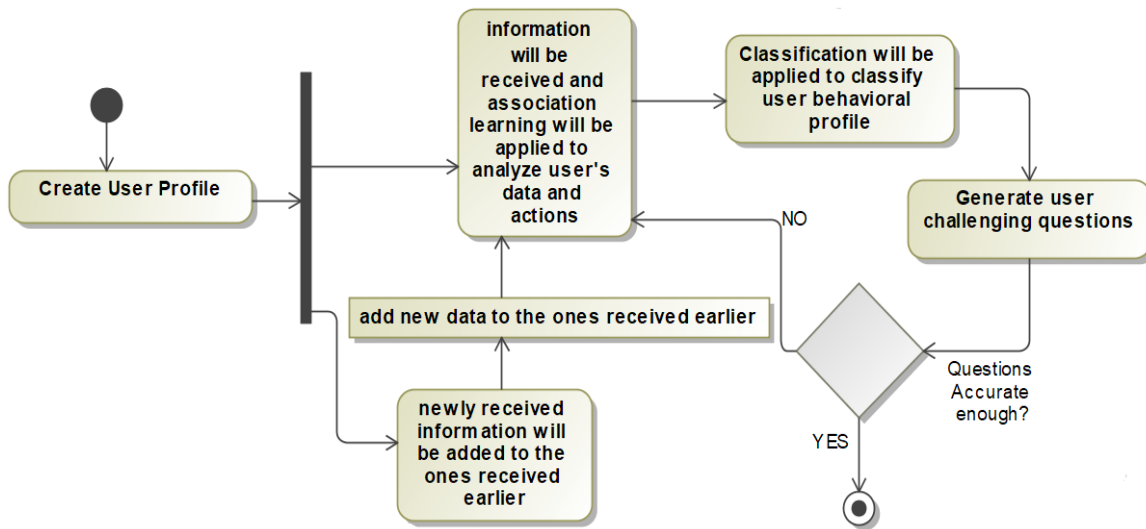 Create User Profile
information
will be
received and
association
learning will be
applied to
analyze user's
data and
actions
Classification will be
applied to classify
user behavioral
profile
Generate user
challenging questions
NO
add new data to the ones received earlier
Questions
Accurate
enough?
newly received
information will
be added to the
ones received
earlier
YES